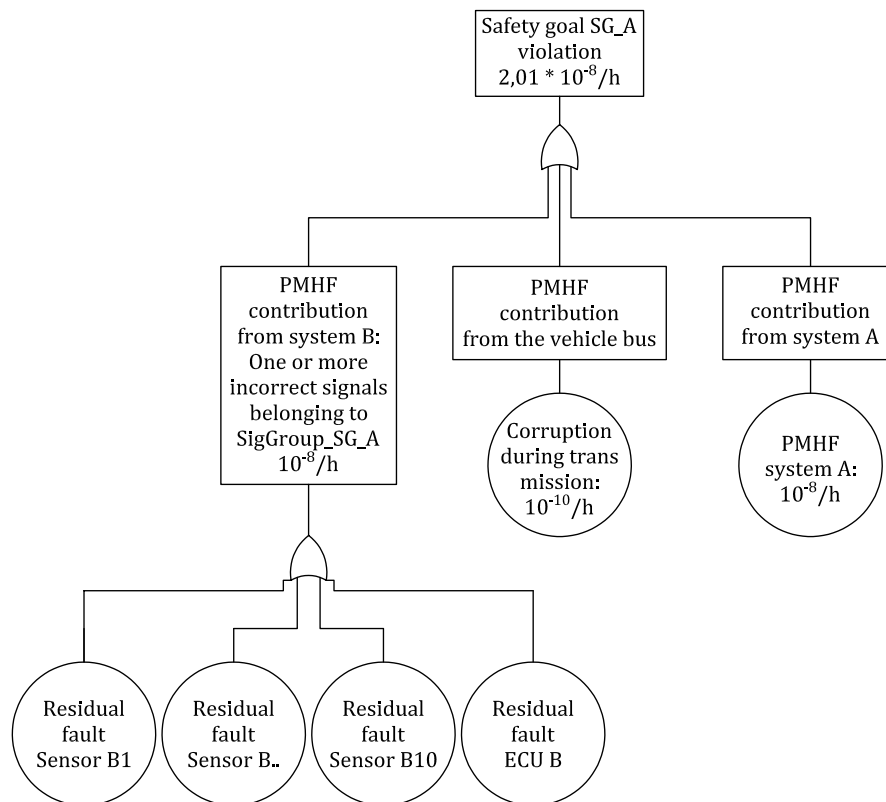 Safety goal SG_A
violation
2,01 * 10⁻⁸/h
PMHF
contribution
from system B:
One or more
incorrect signals
belonging to
SigGroup_SG_A
10⁻⁸/h
PMHF
contribution
from the vehicle bus
PMHF
contribution
from system A
Corruption
during trans
mission:
10⁻¹⁰/h
PMHF
system A:
10⁻⁸/h
Residual
fault
Sensor B1
Residual
fault
Sensor B..
Residual
fault
Sensor B10
Residual
fault
ECU B